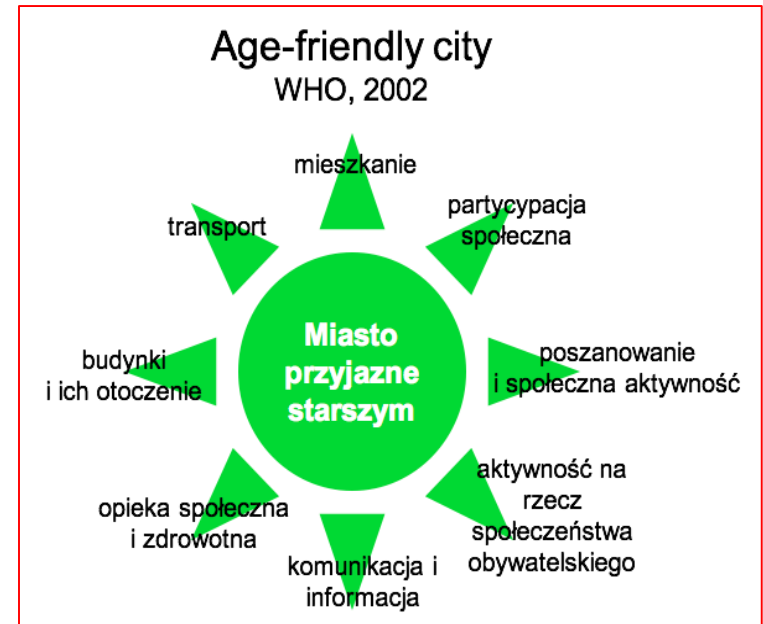 Age-friendly city
WHO, 2002
mieszkanie
partycypacja
społeczna
transport
Miasto
przyjazne
starszym
budynki
i ich otoczenie
poszanowanie
i społeczna aktywność
opieka społeczna
i zdrowotna
aktywność na
rzecz
społeczeństwa
obywatelskiego
komunikacja i
informacja